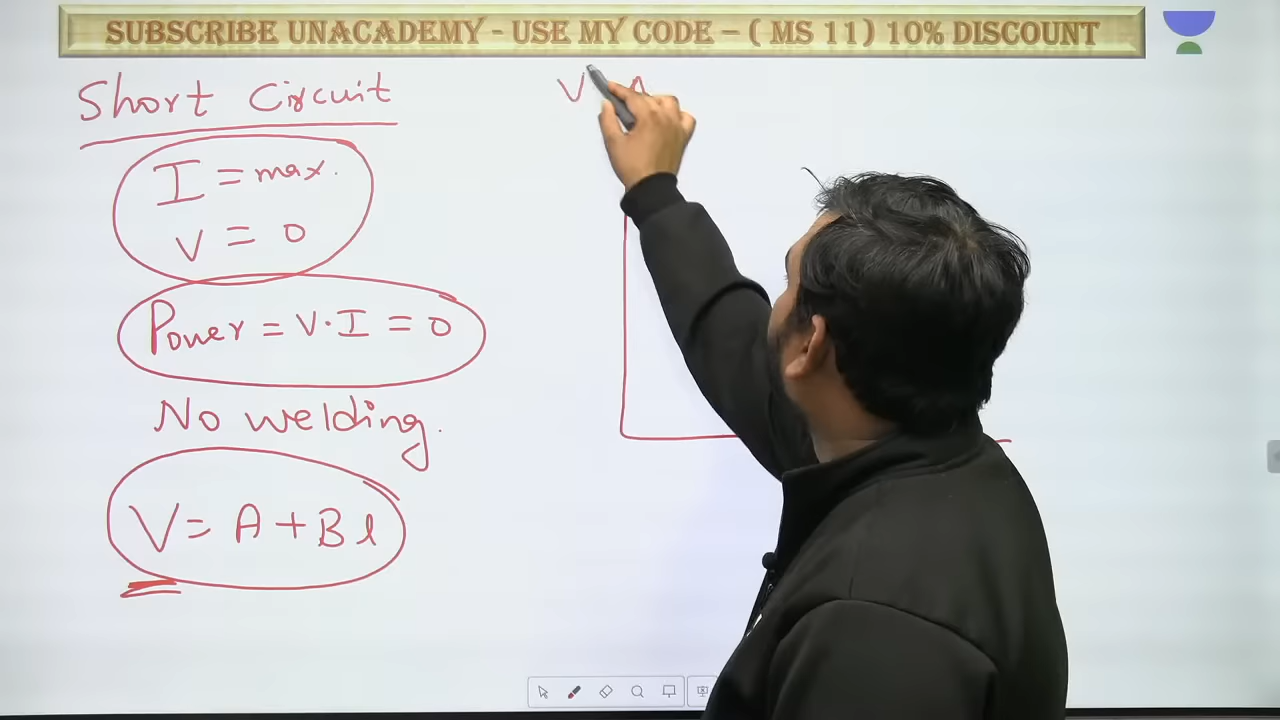 SUBSCRIBE UNACADEMY - USE MY CODE – ( MS 11) 10% DISCOUNT
Short Circuit
I = max.
V = 0
Power = V·I = 0
No welding.
V = A + Bl
V